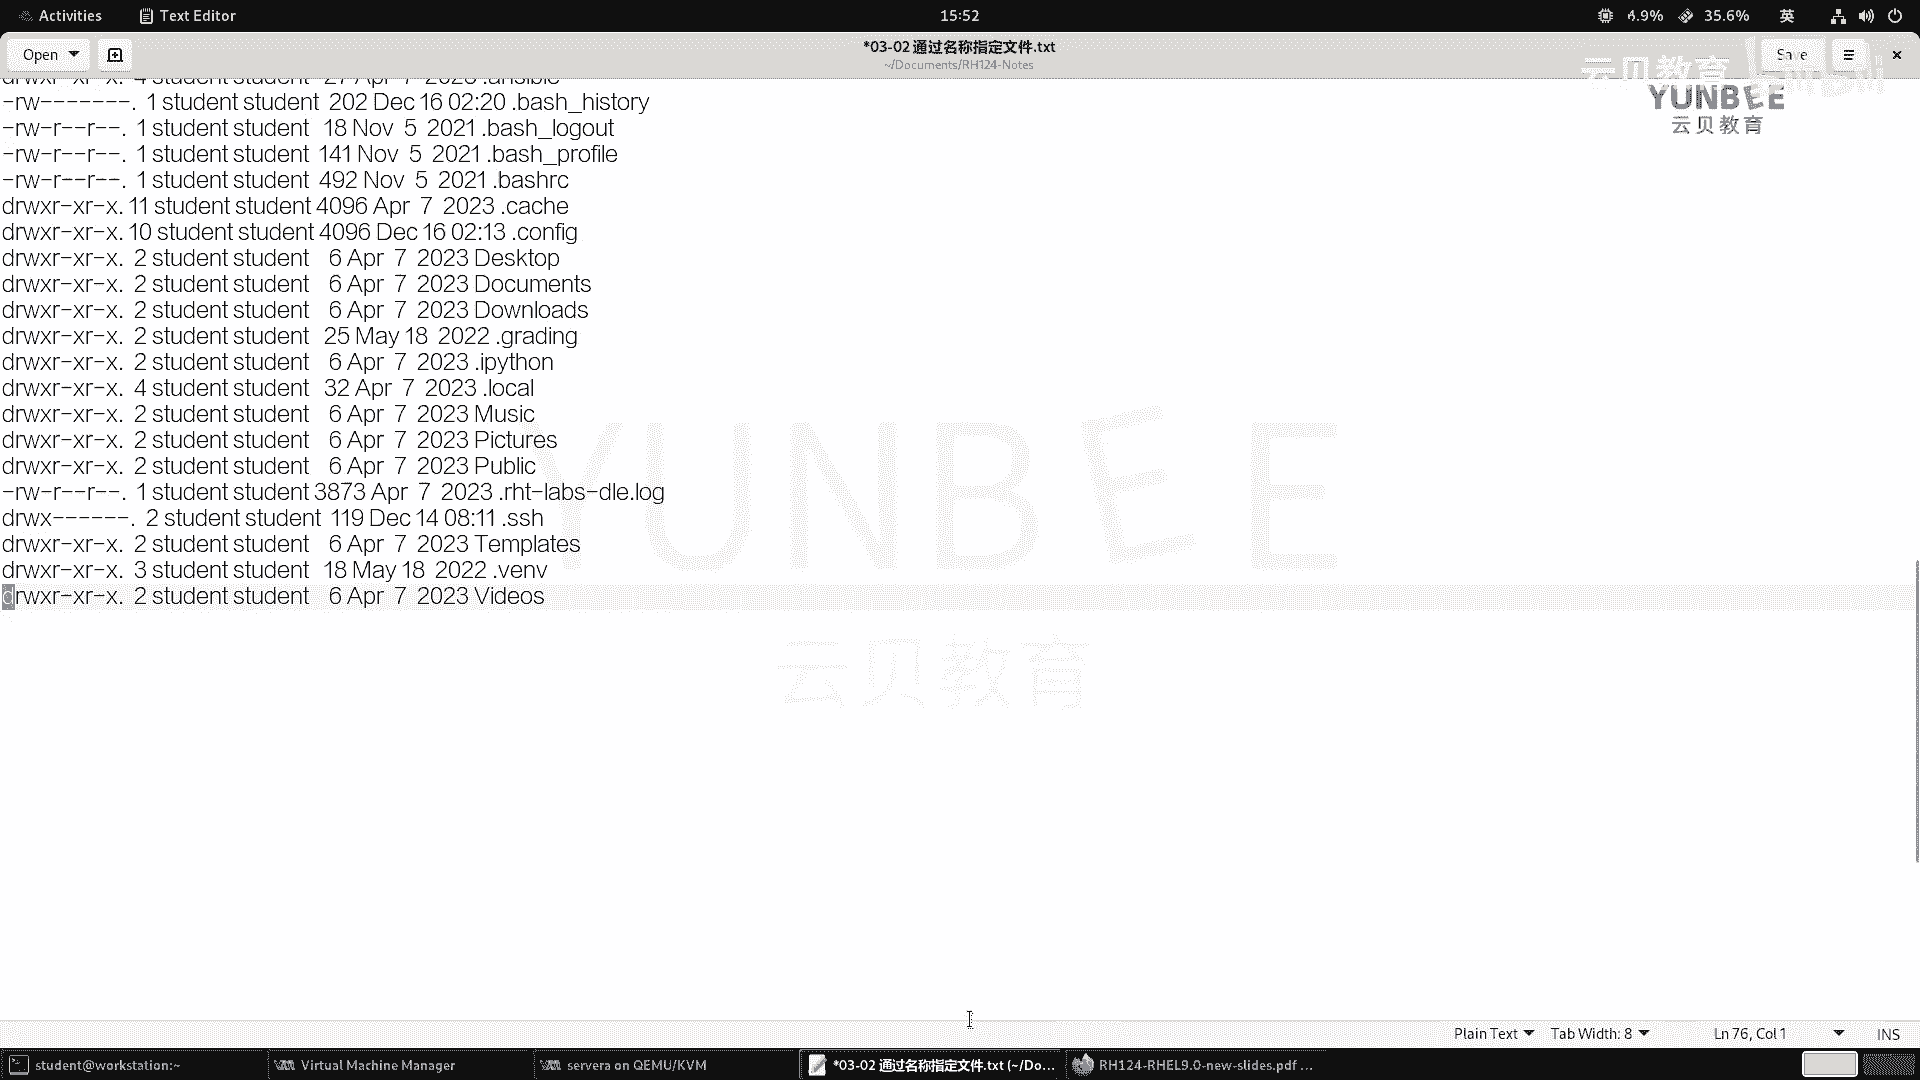 Activities
Text Editor
15:52
4.9%
35.6%
英
Open
*03-02 通过名称指定文件.txt
~/Documents/RH124-Notes
Save
云贝教育
YUNBEE
云贝教育
drwxr-xr-x. 4 student student 27 Apr 7 2023 .ansible
-rw-------. 1 student student 202 Dec 16 02:20 .bash_history
-rw-r--r--. 1 student student 18 Nov 5 2021 .bash_logout
-rw-r--r--. 1 student student 141 Nov 5 2021 .bash_profile
-rw-r--r--. 1 student student 492 Nov 5 2021 .bashrc
drwxr-xr-x. 11 student student 4096 Apr 7 2023 .cache
drwxr-xr-x. 10 student student 4096 Dec 16 02:13 .config
drwxr-xr-x. 2 student student 6 Apr 7 2023 Desktop
drwxr-xr-x. 2 student student 6 Apr 7 2023 Documents
drwxr-xr-x. 2 student student 6 Apr 7 2023 Downloads
drwxr-xr-x. 2 student student 25 May 18 2022 .grading
drwxr-xr-x. 2 student student 6 Apr 7 2023 .ipython
drwxr-xr-x. 4 student student 32 Apr 7 2023 .local
drwxr-xr-x. 2 student student 6 Apr 7 2023 Music
drwxr-xr-x. 2 student student 6 Apr 7 2023 Pictures
drwxr-xr-x. 2 student student 6 Apr 7 2023 Public
-rw-r--r--. 1 student student 3873 Apr 7 2023 .rht-labs-dle.log
drwx------. 2 student student 119 Dec 14 08:11 .ssh
drwxr-xr-x. 2 student student 6 Apr 7 2023 Templates
drwxr-xr-x. 3 student student 18 May 18 2022 .venv
drwxr-xr-x. 2 student student 6 Apr 7 2023 Videos
YUNBEE
云贝教育
Plain Text
Tab Width: 8
Ln 76, Col 1
INS
student@workstation:~
Virtual Machine Manager
servera on QEMU/KVM
*03-02 通过名称指定文件.txt (~/Do...
RH124-RHEL9.0-new-slides.pdf ...